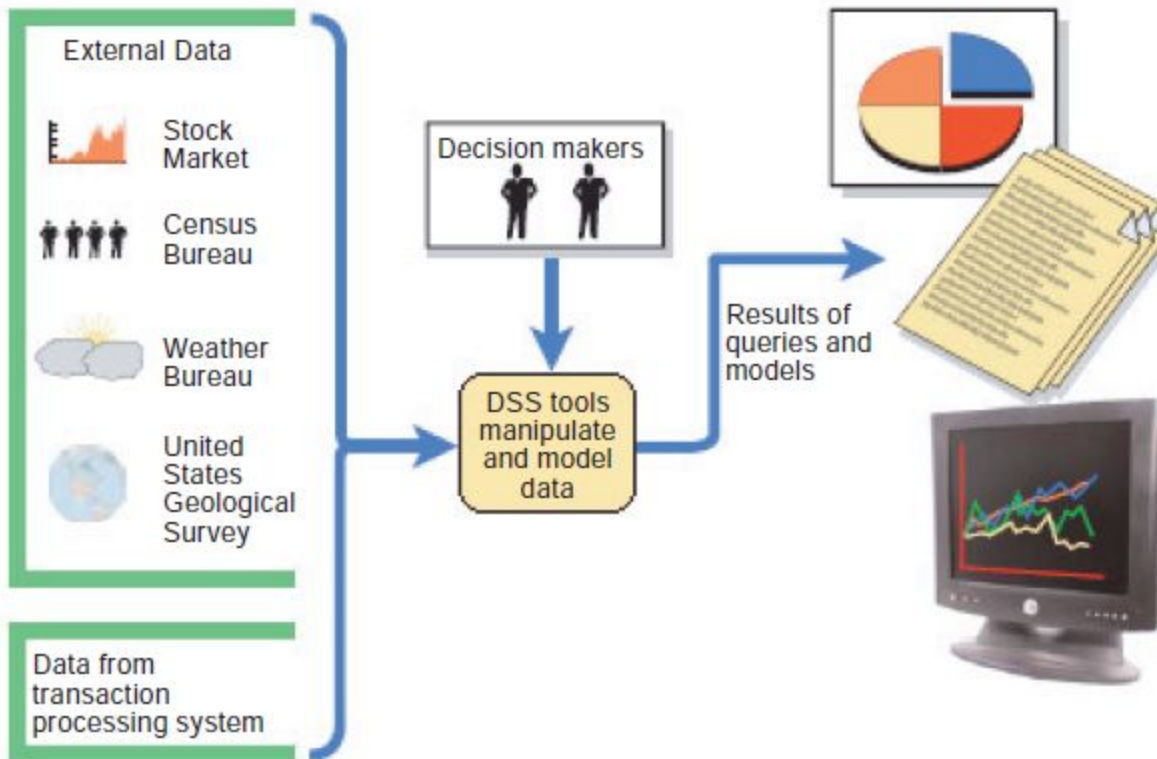 External Data
Stock
Market
Census
Bureau
Weather
Bureau
United
States
Geological
Survey
Data from
transaction
processing system
Decision makers
DSS tools
manipulate
and model
data
Results of
queries and
models